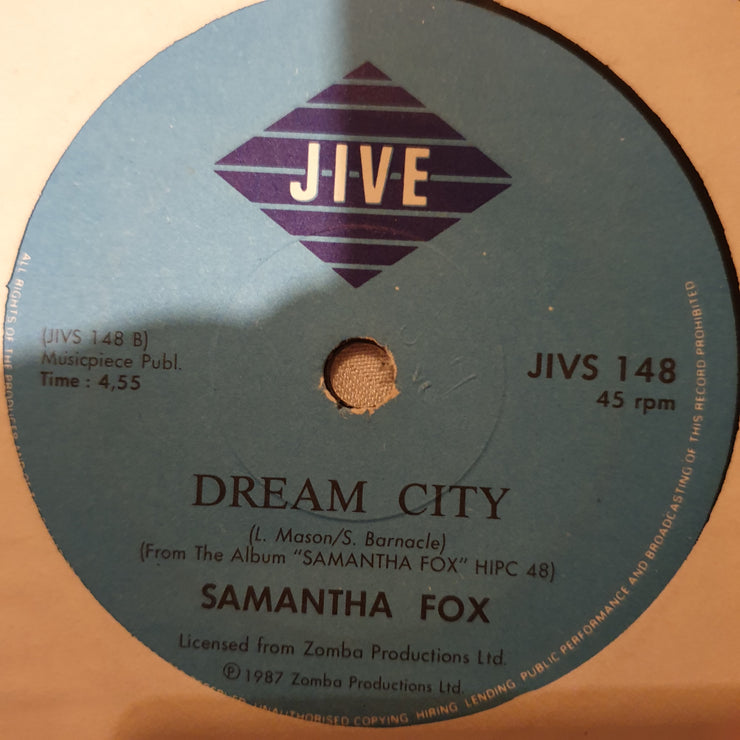 JIVE
(JIVS 148 B)
Musicpiece Publ.
Time : 4,55
JIVS 148
45 rpm
DREAM CITY
(L. Mason/S. Barnacle)
(From The Album "SAMANTHA FOX" HIPC 48)
SAMANTHA FOX
Licensed from Zomba Productions Ltd.
℗ 1987 Zomba Productions Ltd.
ALL RIGHTS OF THE
UNAUTHORISED COPYING HIRING LENDING PUBLIC PERFORMANCE AND BROADCASTING OF THIS RECORD PROHIBITED